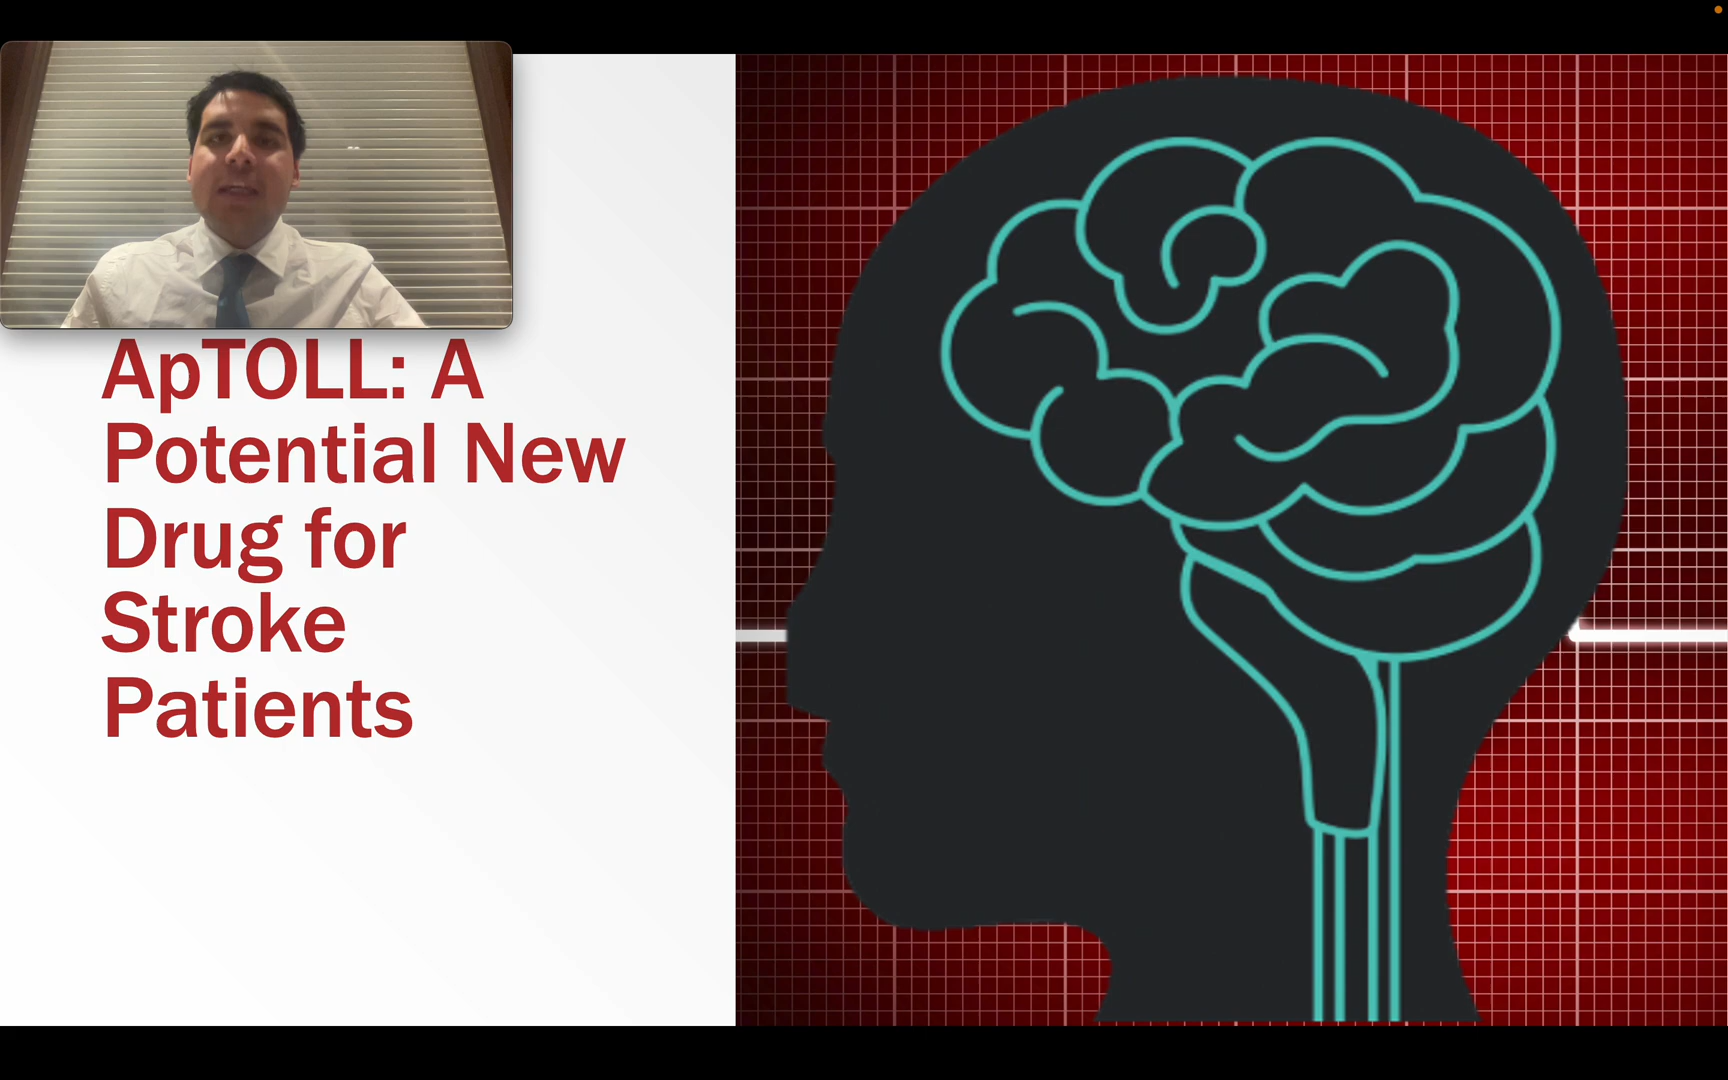 ApTOLL: A
Potential New
Drug for
Stroke
Patients